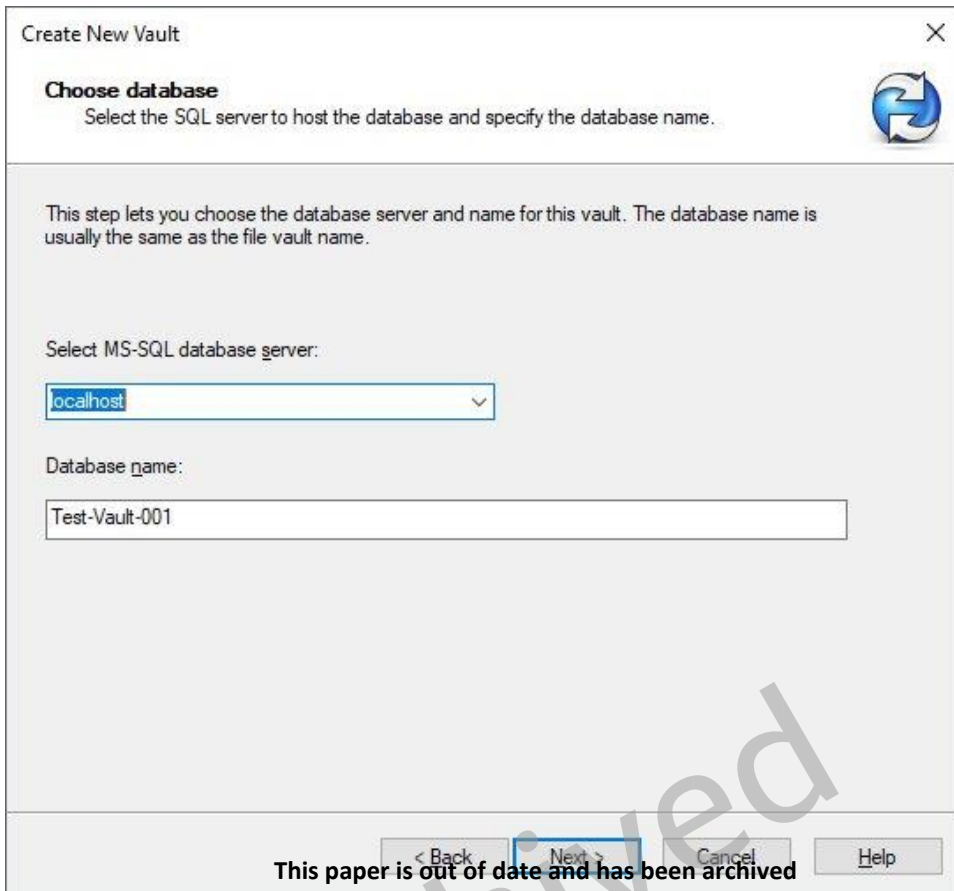 Create New Vault
Choose database
Select the SQL server to host the database and specify the database name.
This step lets you choose the database server and name for this vault. The database name is
usually the same as the file vault name.
Select MS-SQL database server:
localhost
Database name:
Test-Vault-001
< Back Next > Cancel Help
This paper is out of date and has been archived